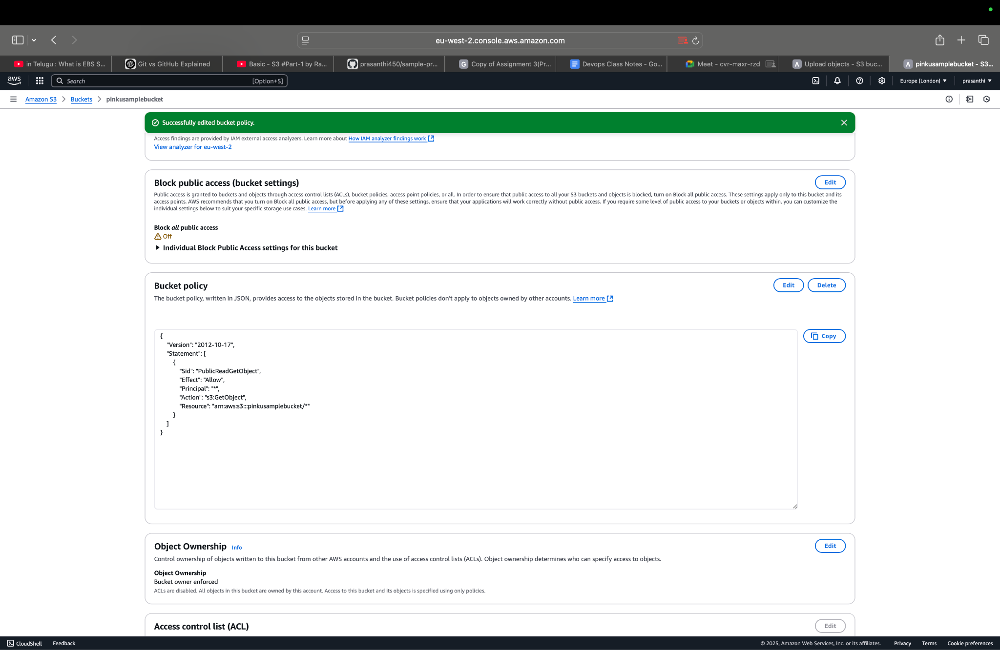 eu-west-2.console.aws.amazon.com
in Telugu : What is EBS S...
Git vs GitHub Explained
Basic - S3 #Part-1 by Ra...
prasanthi450/sample-pr...
G Copy of Assignment 3(Pr...
Devops Class Notes - Go...
Meet - cvr-maxr-rzd
A Upload objects - S3 buc...
A pinkusamplebucket - S3...
aws Search [Option+S] Europe (London) prasanthi
Amazon S3 Buckets pinkusamplebucket
Successfully edited bucket policy.
Access findings are provided by IAM external access analyzers. Learn more about How IAM analyzer findings work
View analyzer for eu-west-2
Block public access (bucket settings) Edit
Public access is granted to buckets and objects through access control lists (ACLs), bucket policies, access point policies, or all. In order to ensure that public access to all your S3 buckets and objects is blocked, turn on Block all public access. These settings apply only to this bucket and its
access points. AWS recommends that you turn on Block all public access, but before applying any of these settings, ensure that your applications will work correctly without public access. If you require some level of public access to your buckets or objects within, you can customize the
individual settings below to suit your specific storage use cases. Learn more
Block all public access
Off
Individual Block Public Access settings for this bucket
Bucket policy Edit Delete
The bucket policy, written in JSON, provides access to the objects stored in the bucket. Bucket policies don't apply to objects owned by other accounts. Learn more
Copy
{
"Version": "2012-10-17",
"Statement": [
{
"Sid": "PublicReadGetObject",
"Effect": "Allow",
"Principal": "*",
"Action": "s3:GetObject",
"Resource": "arn:aws:s3:::pinkusamplebucket/*"
}
]
}
Object Ownership Info Edit
Control ownership of objects written to this bucket from other AWS accounts and the use of access control lists (ACLs). Object ownership determines who can specify access to objects.
Object Ownership
Bucket owner enforced
ACLs are disabled. All objects in this bucket are owned by this account. Access to this bucket and its objects is specified using only policies.
Access control list (ACL) Edit
CloudShell Feedback © 2025, Amazon Web Services, Inc. or its affiliates. Privacy Terms Cookie preferences